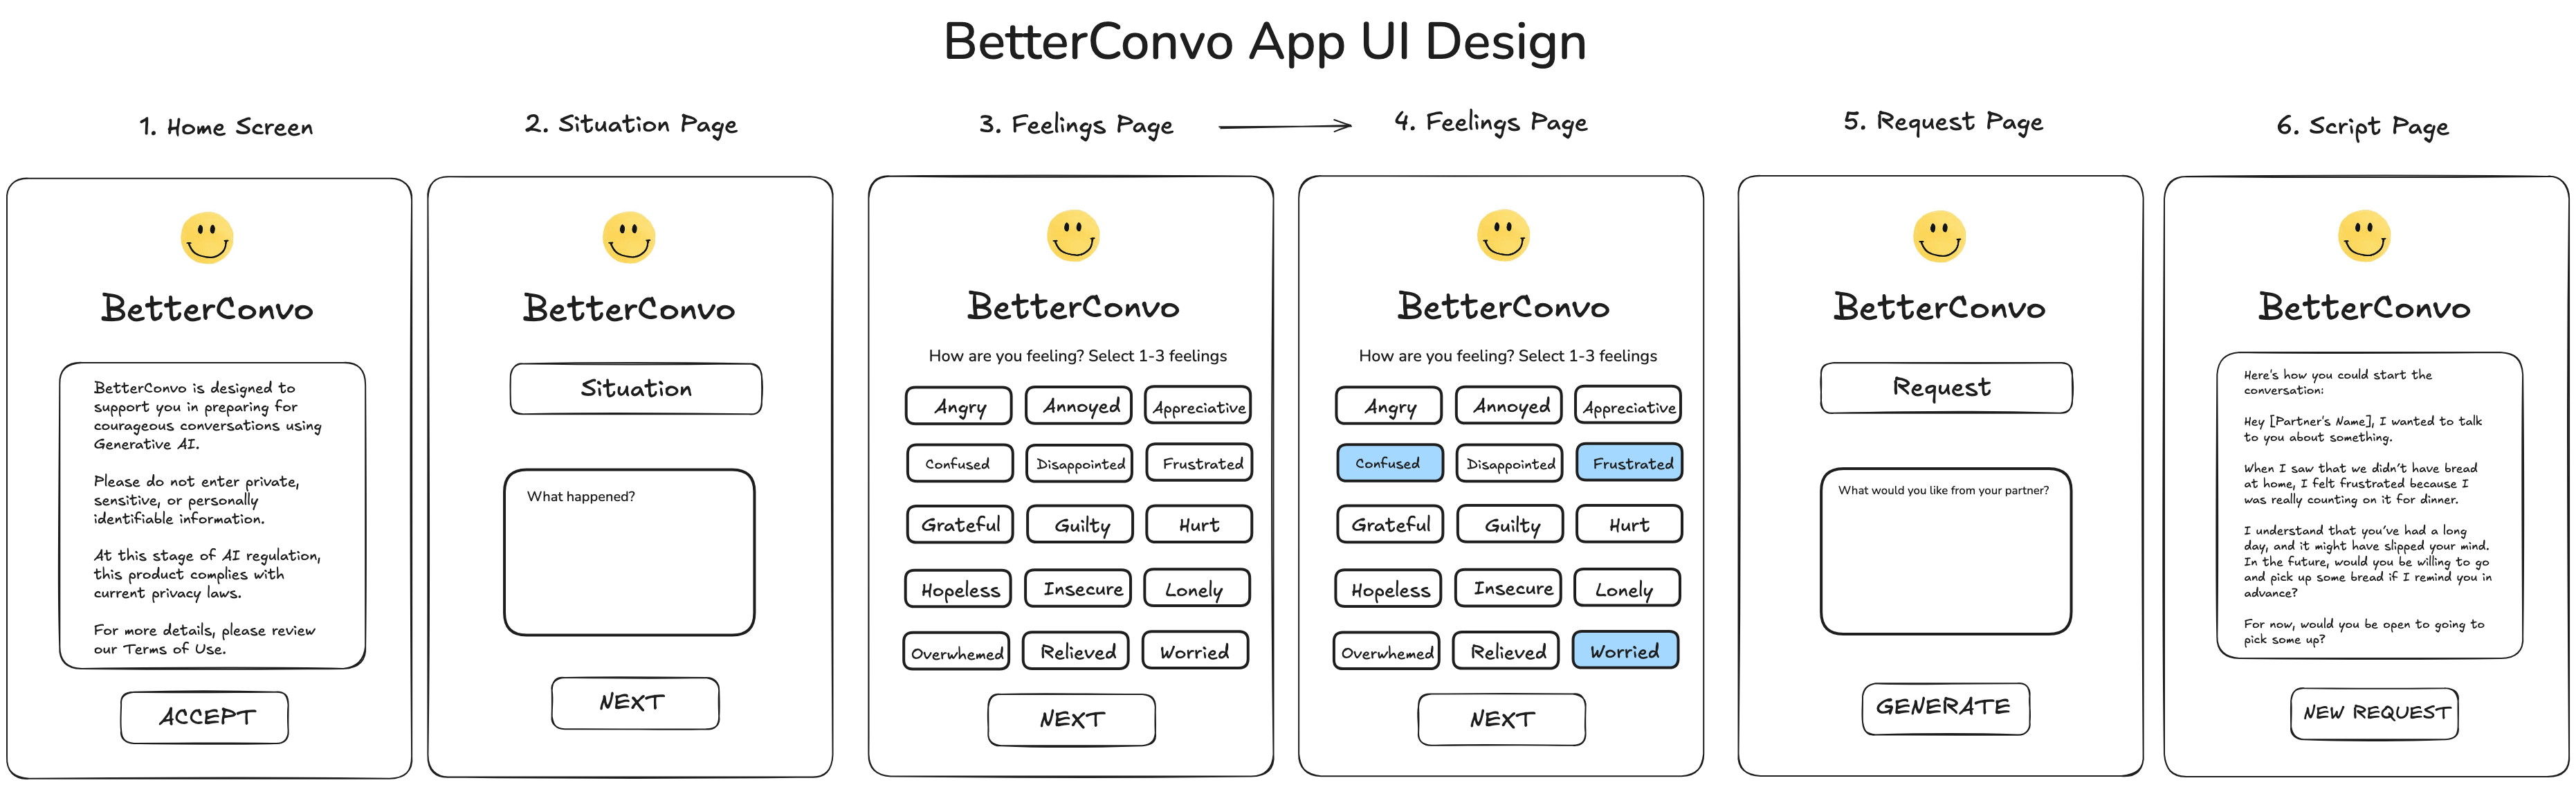 BetterConvo App UI Design
1. Home Screen
BetterConvo
BetterConvo is designed to
support you in preparing for
courageous conversations using
Generative AI.
Please do not enter private,
sensitive, or personally
identifiable information.
At this stage of AI regulation,
this product complies with
current privacy laws.
For more details, please review
our Terms of Use.
ACCEPT
2. Situation Page
BetterConvo
Situation
What happened?
NEXT
3. Feelings Page
BetterConvo
How are you feeling? Select 1-3 feelings
Angry Annoyed Appreciative
Confused Disappointed Frustrated
Grateful Guilty Hurt
Hopeless Insecure Lonely
Overwhemed Relieved Worried
NEXT
4. Feelings Page
BetterConvo
How are you feeling? Select 1-3 feelings
Angry Annoyed Appreciative
Confused Disappointed Frustrated
Grateful Guilty Hurt
Hopeless Insecure Lonely
Overwhemed Relieved Worried
NEXT
5. Request Page
BetterConvo
Request
What would you like from your partner?
GENERATE
6. Script Page
BetterConvo
Here's how you could start the
conversation:
Hey [Partner's Name], I wanted to talk
to you about something.
When I saw that we didn't have bread
at home, I felt frustrated because I
was really counting on it for dinner.
I understand that you've had a long
day, and it might have slipped your mind.
In the future, would you be willing to go
and pick up some bread if I remind you in
advance?
For now, would you be open to going to
pick some up?
NEW REQUEST